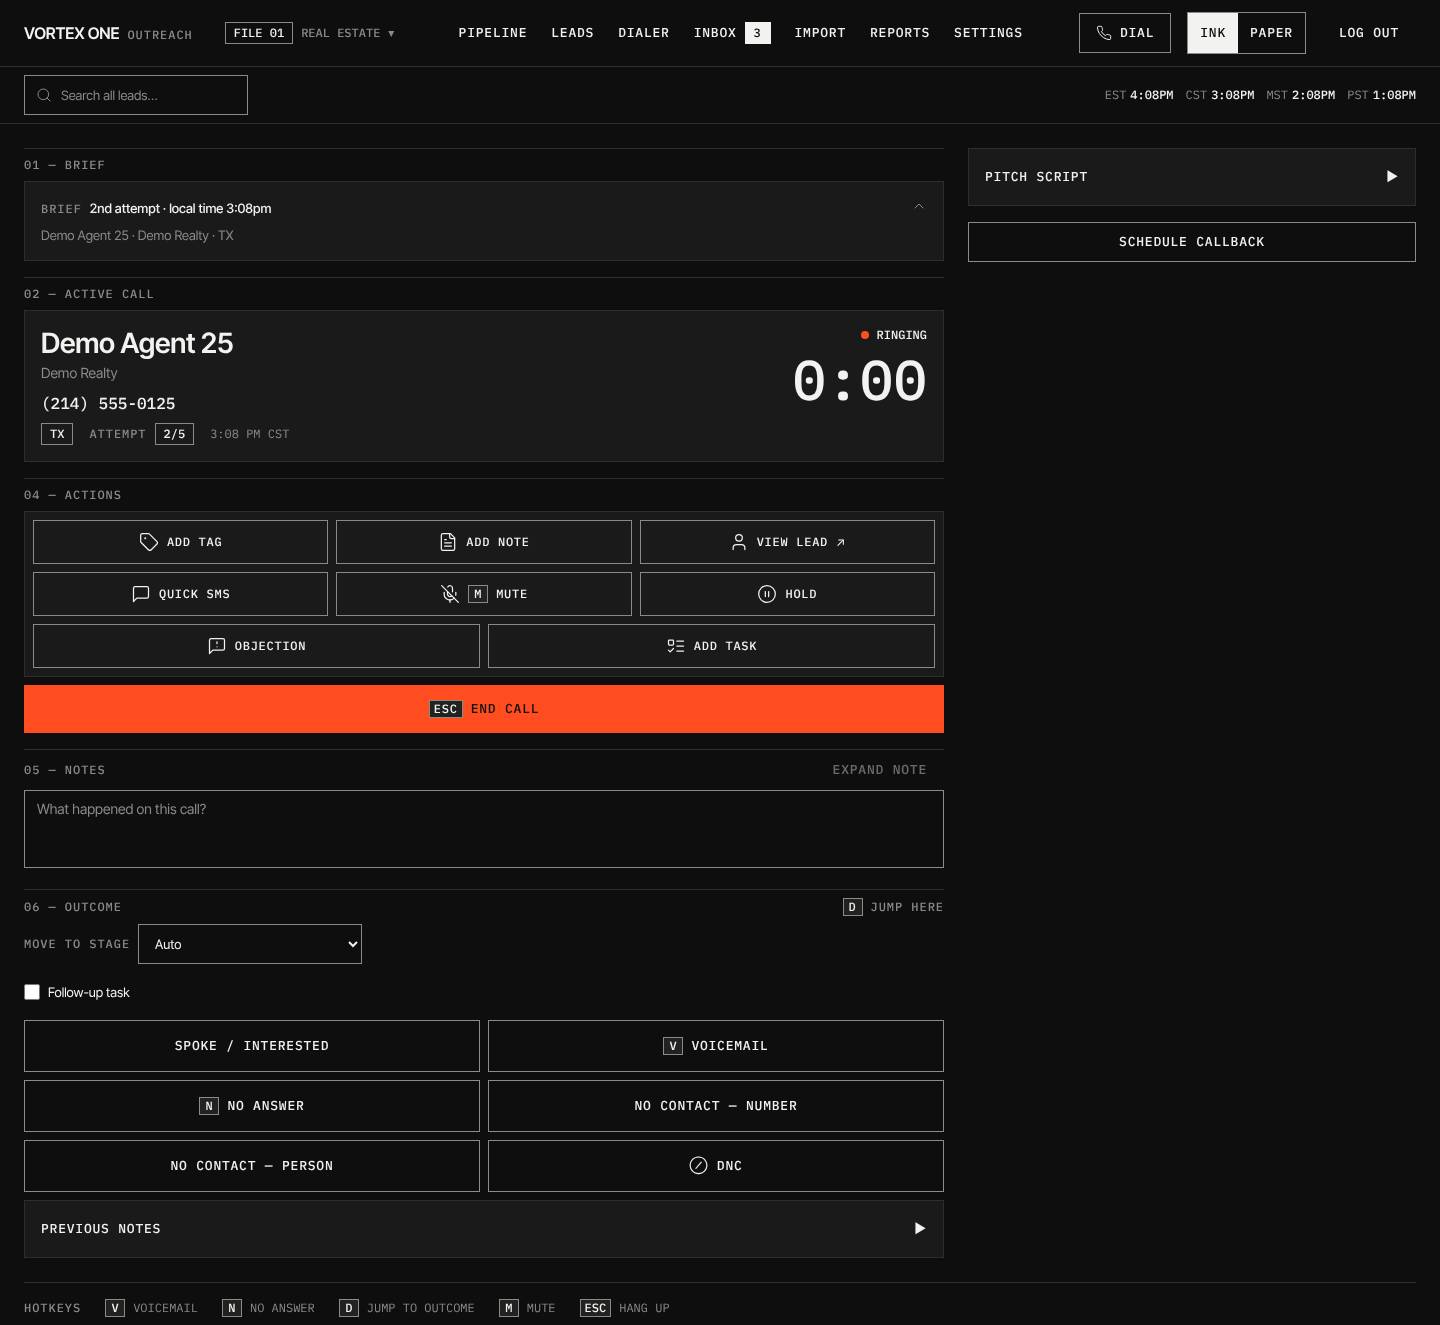 VORTEX ONE OUTREACH FILE 01 REAL ESTATE ▼ PIPELINE LEADS DIALER INBOX 3 IMPORT REPORTS SETTINGS DIAL INK PAPER LOG OUT
Search all leads... EST 4:08PM CST 3:08PM MST 2:08PM PST 1:08PM
01 — BRIEF
BRIEF 2nd attempt · local time 3:08pm
Demo Agent 25 · Demo Realty · TX
PITCH SCRIPT ▶
SCHEDULE CALLBACK
02 — ACTIVE CALL
Demo Agent 25
Demo Realty
(214) 555-0125
TX ATTEMPT 2/5 3:08 PM CST
RINGING
0:00
04 — ACTIONS
ADD TAG ADD NOTE VIEW LEAD ↗
QUICK SMS M MUTE HOLD
OBJECTION ADD TASK
ESC END CALL
05 — NOTES EXPAND NOTE
What happened on this call?
06 — OUTCOME D JUMP HERE
MOVE TO STAGE Auto
Follow-up task
SPOKE / INTERESTED V VOICEMAIL
N NO ANSWER NO CONTACT — NUMBER
NO CONTACT — PERSON DNC
PREVIOUS NOTES ▶
HOTKEYS V VOICEMAIL N NO ANSWER D JUMP TO OUTCOME M MUTE ESC HANG UP